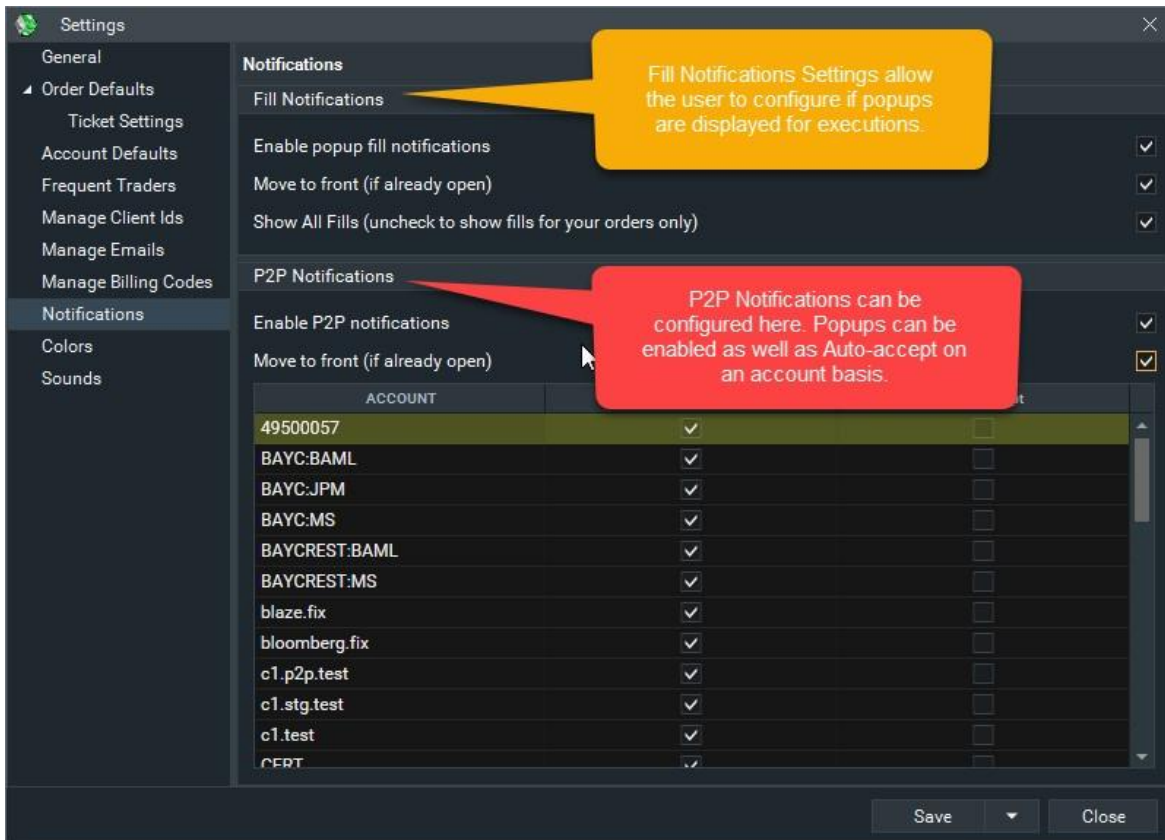 Settings
General
Order Defaults
Ticket Settings
Account Defaults
Frequent Traders
Manage Client Ids
Manage Emails
Manage Billing Codes
Notifications
Colors
Sounds
Notifications
Fill Notifications
Fill Notifications Settings allow
the user to configure if popups
are displayed for executions.
Enable popup fill notifications
Move to front (if already open)
Show All Fills (uncheck to show fills for your orders only)
P2P Notifications
P2P Notifications can be
configured here. Popups can be
enabled as well as Auto-accept on
an account basis.
Enable P2P notifications
Move to front (if already open)
ACCOUNT
49500057
BAYC:BAML
BAYC:JPM
BAYC:MS
BAYCREST:BAML
BAYCREST:MS
blaze.fix
bloomberg.fix
c1.p2p.test
c1.stg.test
c1.test
CERT
Save
Close